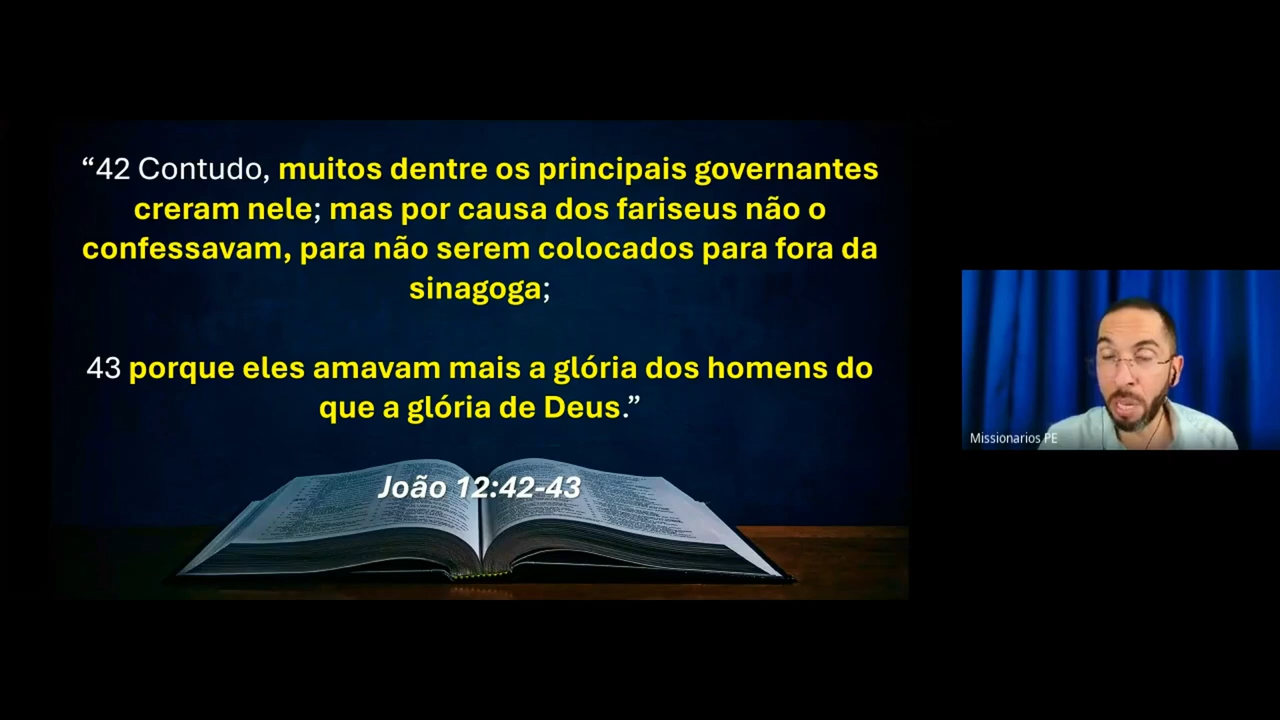 “42 Contudo, muitos dentre os principais governantes
creram nele; mas por causa dos fariseus não o
confessavam, para não serem colocados para fora da
sinagoga;
43 porque eles amavam mais a glória dos homens do
que a glória de Deus.”
João 12:42-43
Missionarios PE